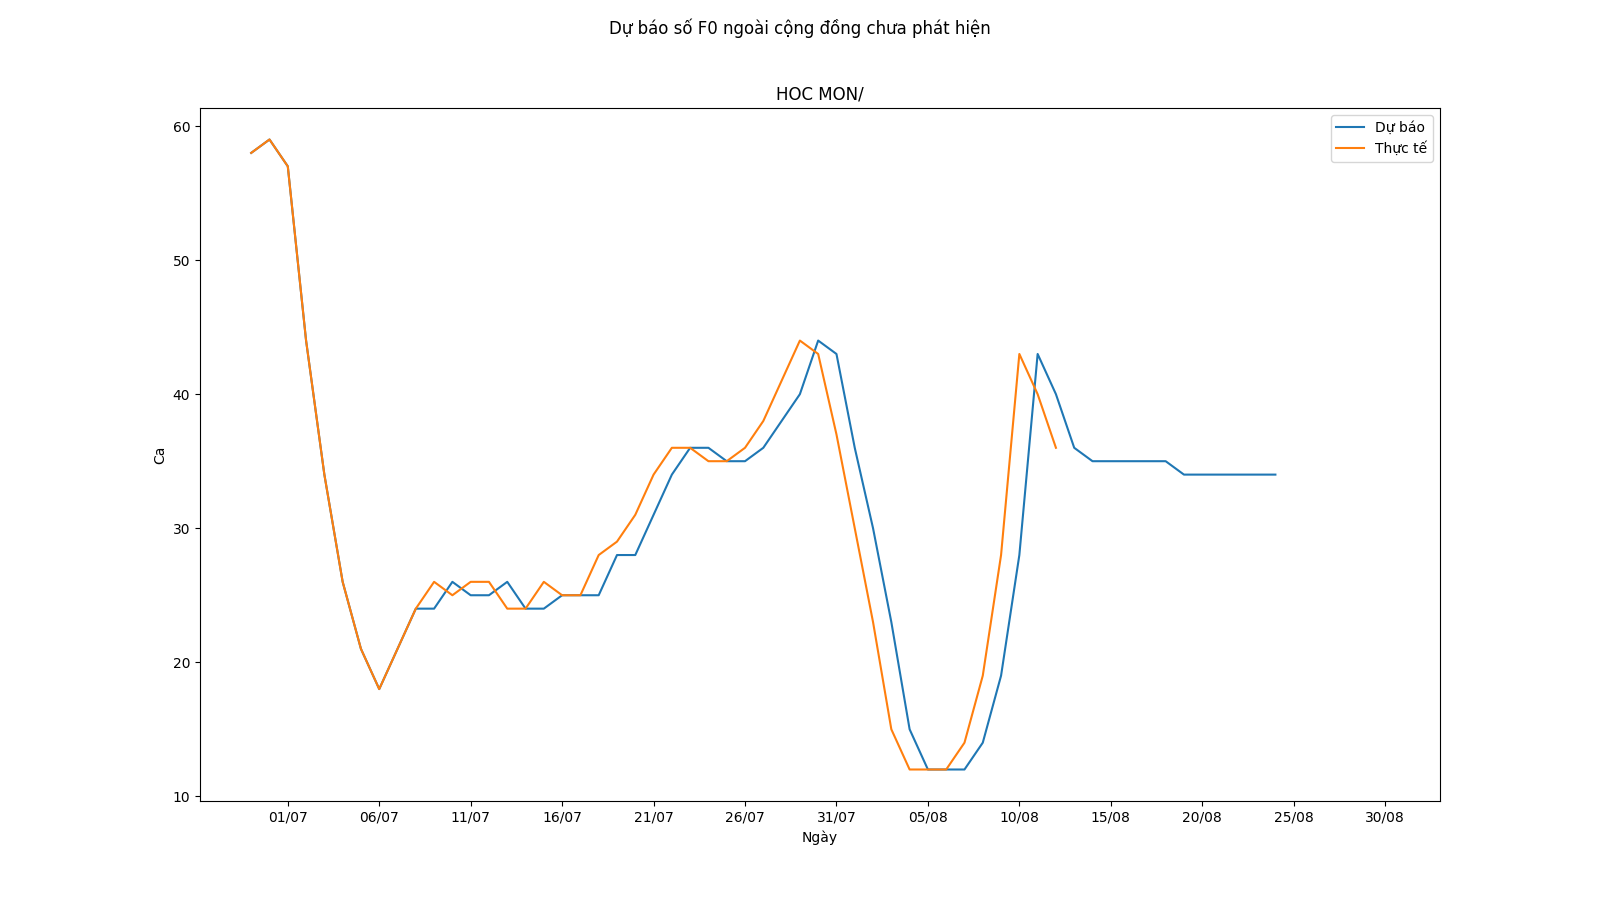 Dự báo số F0 ngoài cộng đồng chưa phát hiện
HOC MON/
Dự báo
Thực tế
60
50
40
30
20
10
Ca
01/07 06/07 11/07 16/07 21/07 26/07 31/07 05/08 10/08 15/08 20/08 25/08 30/08
Ngày